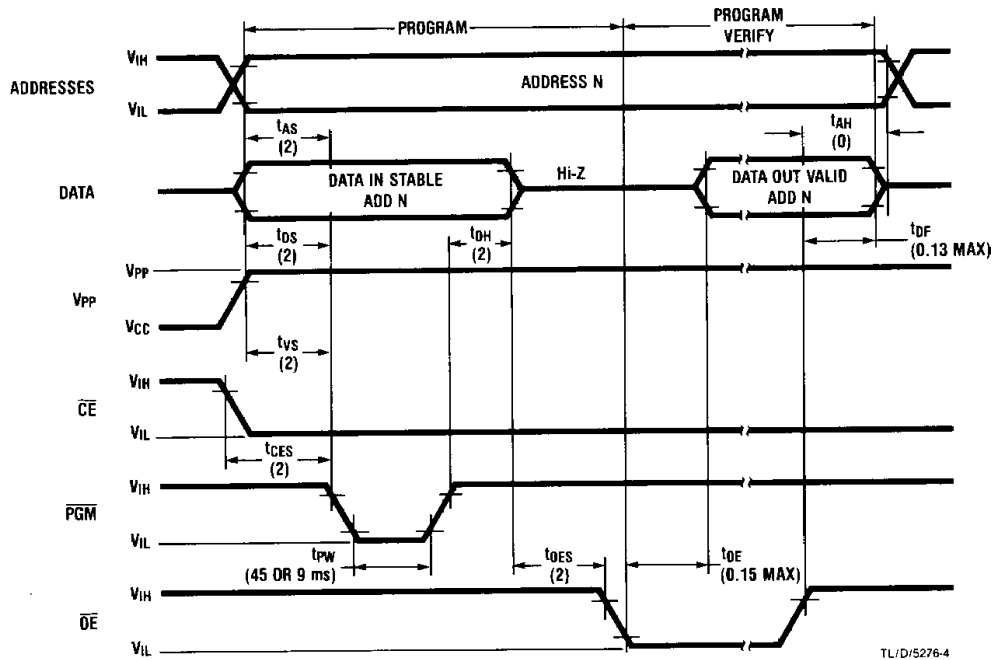 PROGRAM
PROGRAM
VERIFY
VIH
ADDRESSES
ADDRESS N
VIL
tAS
(2)
tAH
(0)
DATA
DATA IN STABLE
ADD N
Hi-Z
DATA OUT VALID
ADD N
tDS
(2)
tDH
(2)
tDF
(0.13 MAX)
VPP
VPP
VCC
tVS
(2)
VIH
CE
VIL
tCES
(2)
VIH
PGM
VIL
tPW
(45 OR 9 ms)
tOES
(2)
tOE
(0.15 MAX)
VIH
OE
VIL
TL/D/5276-4